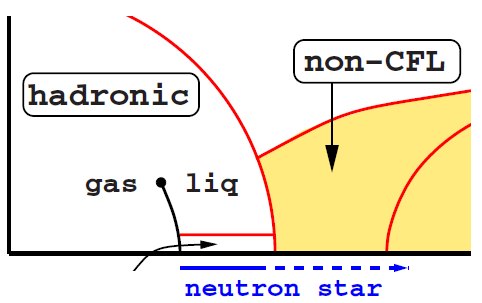 non-CFL
hadronic
gas liq
neutron star